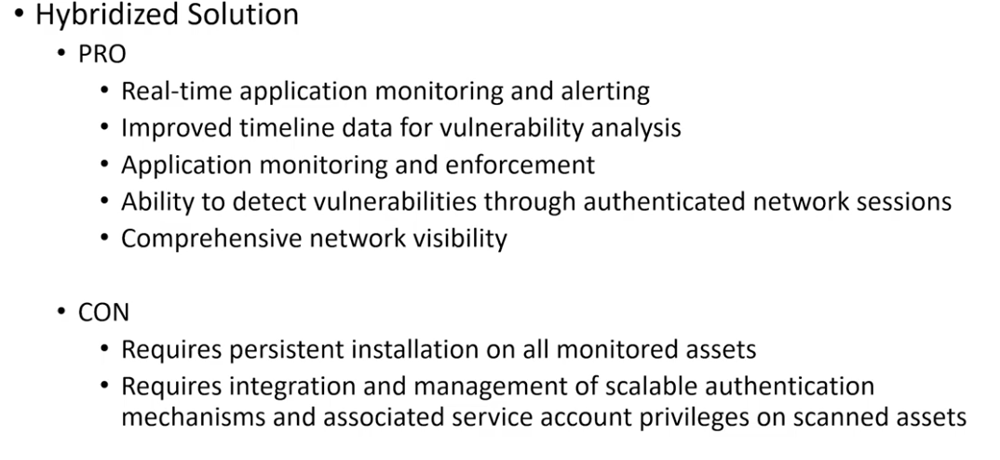 • Hybridized Solution
• PRO
• Real-time application monitoring and alerting
• Improved timeline data for vulnerability analysis
• Application monitoring and enforcement
• Ability to detect vulnerabilities through authenticated network sessions
• Comprehensive network visibility
• CON
• Requires persistent installation on all monitored assets
• Requires integration and management of scalable authentication
mechanisms and associated service account privileges on scanned assets